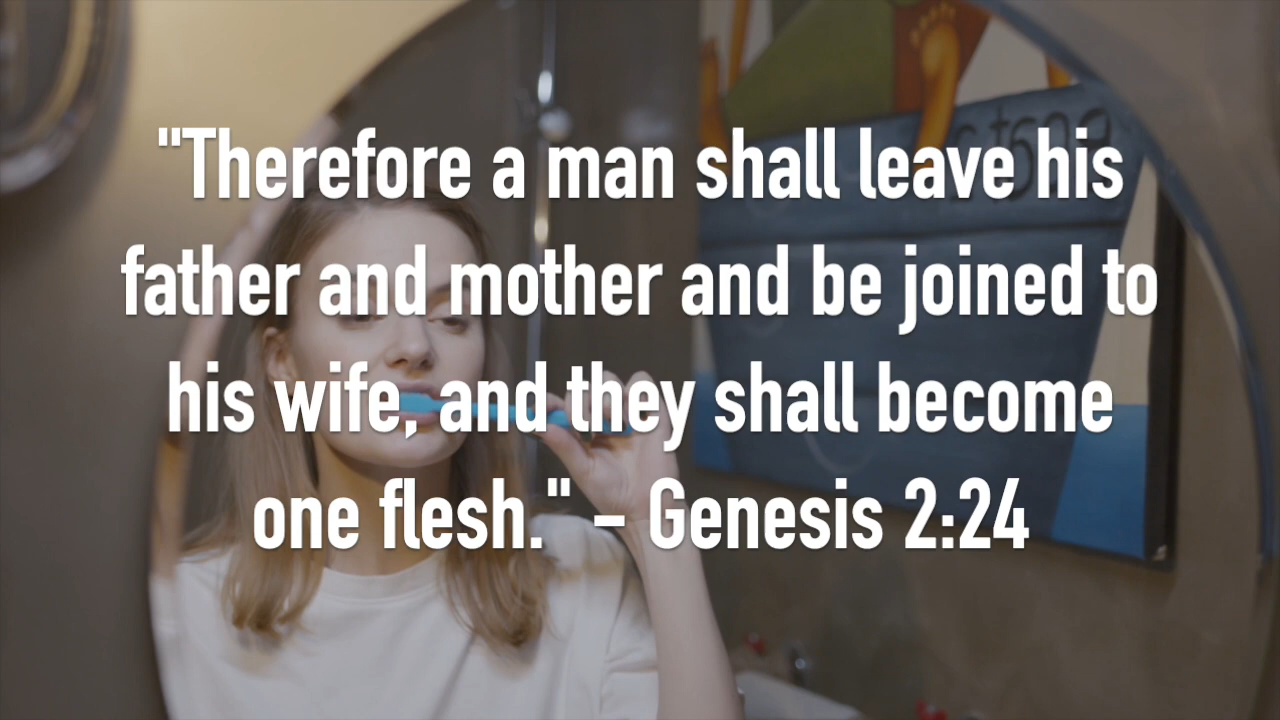 "Therefore a man shall leave his
father and mother and be joined to
his wife, and they shall become
one flesh." – Genesis 2:24